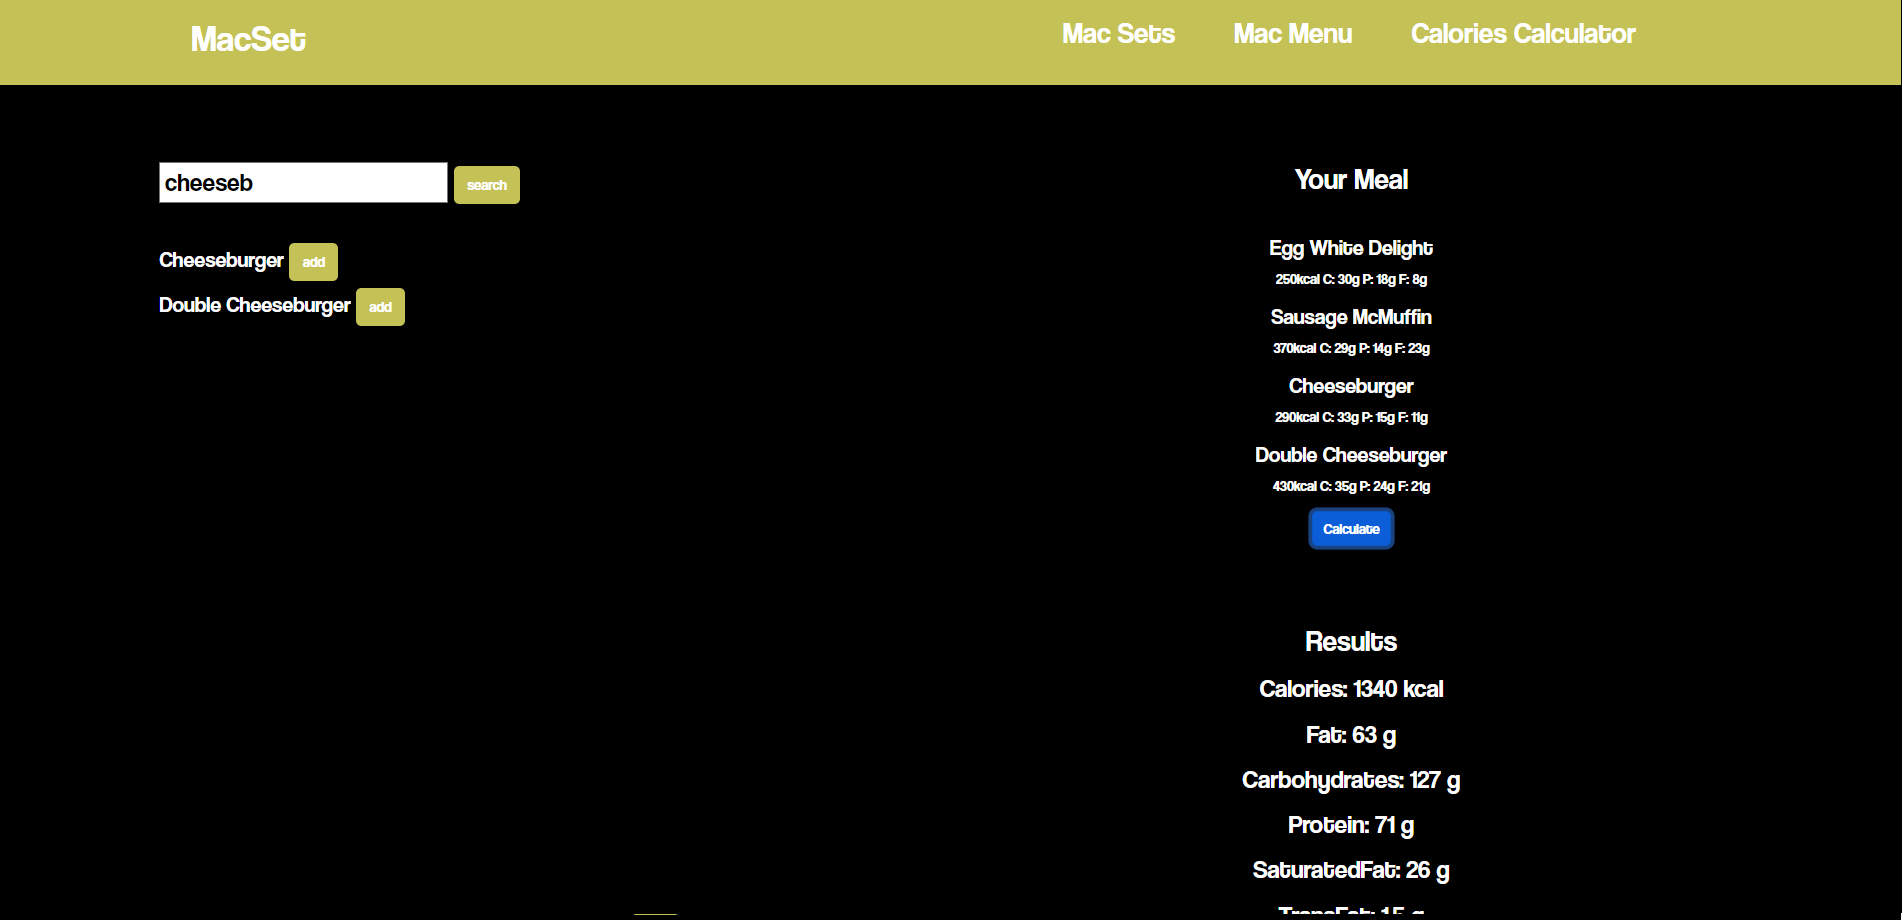 MacSet
Mac Sets Mac Menu Calories Calculator
cheeseb search
Cheeseburger add
Double Cheeseburger add
Your Meal
Egg White Delight
250kcal C: 30g P: 18g F: 8g
Sausage McMuffin
370kcal C: 29g P: 14g F: 23g
Cheeseburger
290kcal C: 33g P: 15g F: 11g
Double Cheeseburger
430kcal C: 35g P: 24g F: 21g
Calculate
Results
Calories: 1340 kcal
Fat: 63 g
Carbohydrates: 127 g
Protein: 71 g
SaturatedFat: 26 g